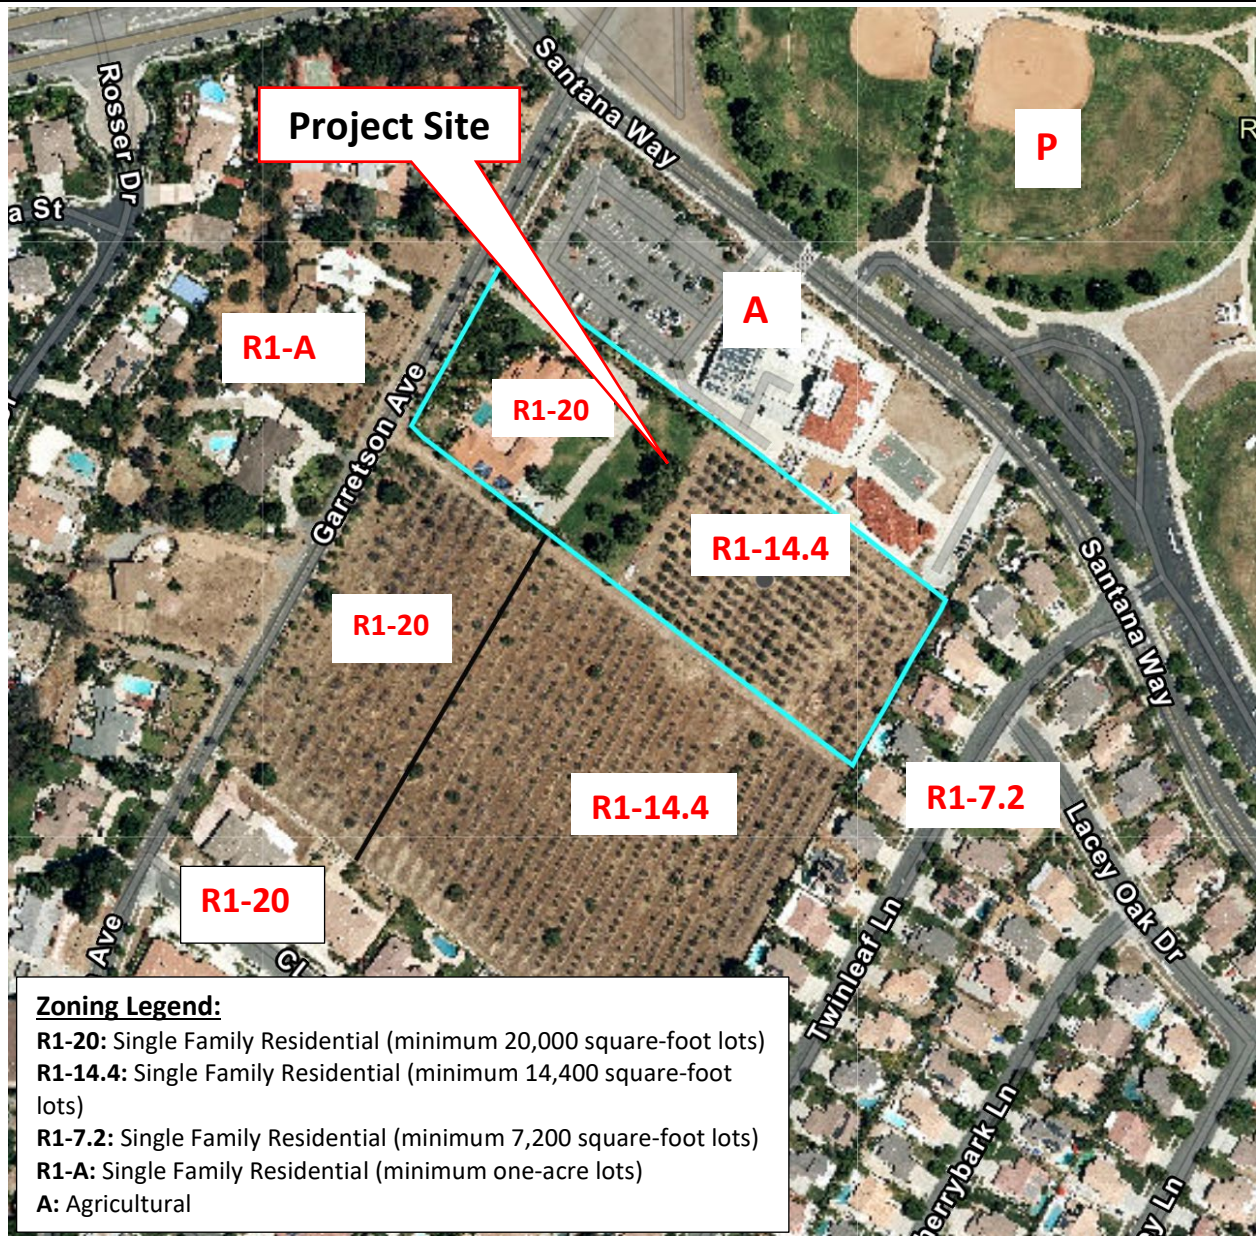 Rosser Dr
Santana Way
Project Site
P
R
a St
A
R1-A
R1-20
Garretson Ave
R1-14.4
R1-20
Santana Way
R1-14.4
R1-7.2
Lacey Oak Dr
R1-20
Ave
Twinleaf Ln
Zoning Legend:
R1-20: Single Family Residential (minimum 20,000 square-foot lots)
R1-14.4: Single Family Residential (minimum 14,400 square-foot
lots)
R1-7.2: Single Family Residential (minimum 7,200 square-foot lots)
R1-A: Single Family Residential (minimum one-acre lots)
A: Agricultural
herrybark Ln
ey Ln